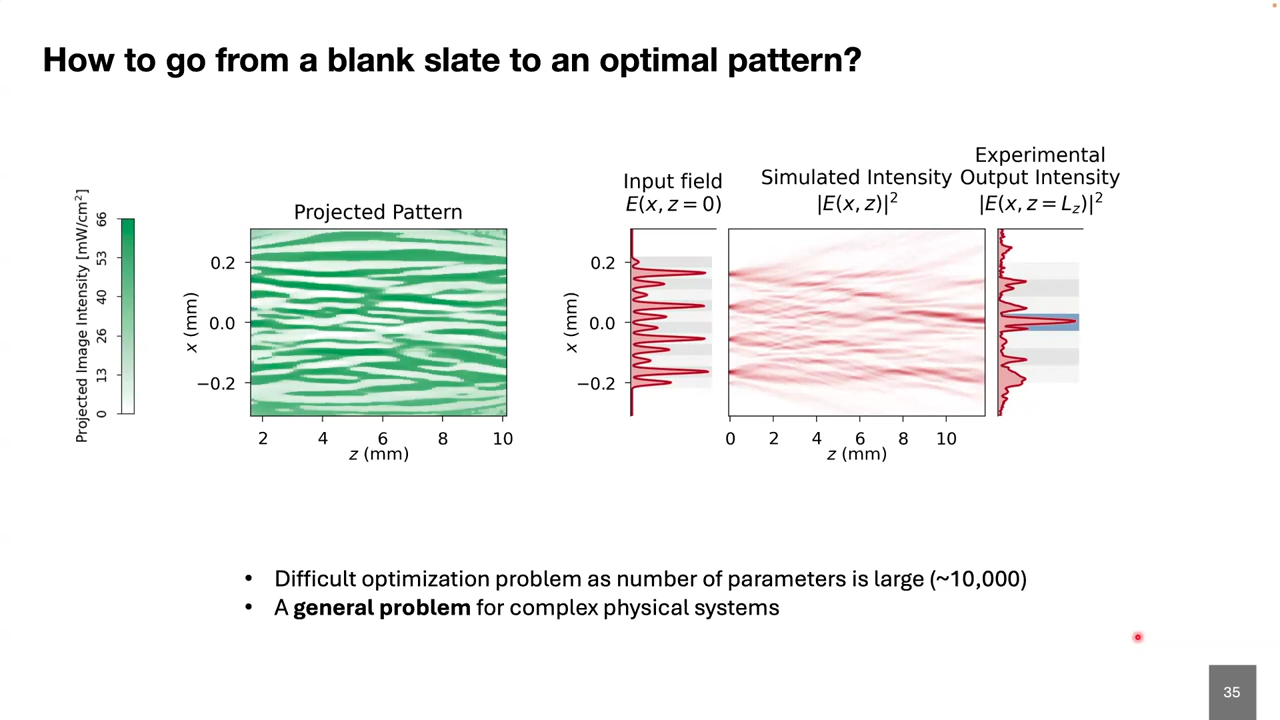 How to go from a blank slate to an optimal pattern?
Projected Image Intensity [mW/cm²]
66
53
40
26
13
0
Projected Pattern
x (mm)
0.2
0.0
−0.2
2 4 6 8 10
z (mm)
Input field
E(x, z = 0)
x (mm)
0.2
0.0
−0.2
Simulated Intensity
|E(x, z)|²
0 2 4 6 8 10
z (mm)
Experimental
Output Intensity
|E(x, z = L_z)|²
• Difficult optimization problem as number of parameters is large (~10,000)
• A general problem for complex physical systems
35